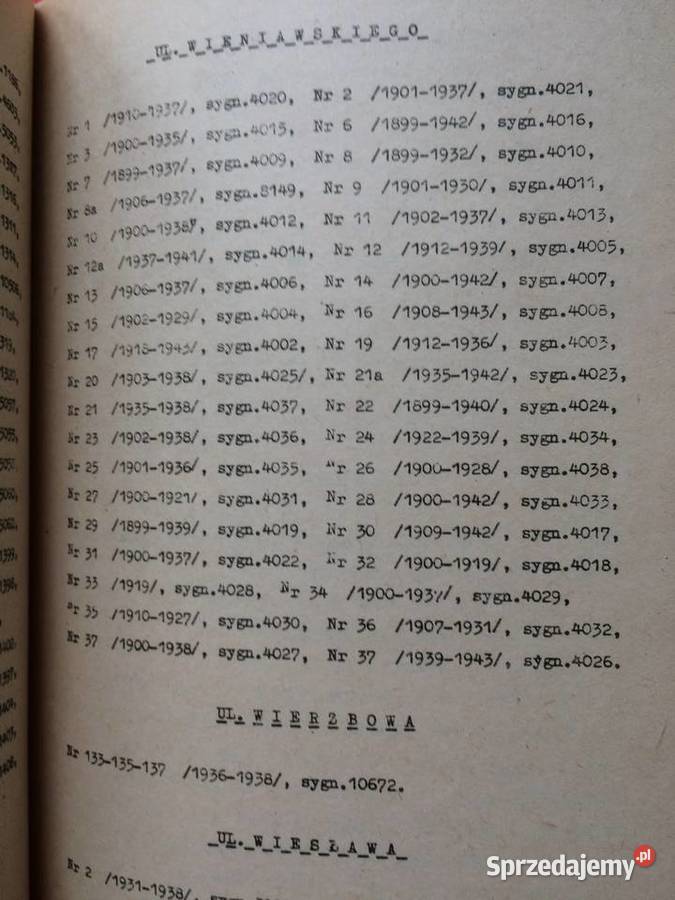 UL. W I E N I A W S K I E G O
Nr 1 /1910-1937/, sygn.4020, Nr 2 /1901-1937/, sygn.4021,
Nr 3 /1900-1935/, sygn.4015, Nr 6 /1899-1942/, sygn.4016,
Nr 7 /1899-1937/, sygn.4009, Nr 8 /1899-1932/, sygn.4010,
Nr 8a /1906-1937/, sygn.8149, Nr 9 /1901-1930/, sygn.4011,
Nr 10 /1900-1938/, sygn.4012, Nr 11 /1902-1937/, sygn.4013,
Nr 12a /1937-1941/, sygn.4014, Nr 12 /1912-1939/, sygn.4005,
Nr 13 /1906-1937/, sygn.4006, Nr 14 /1900-1942/, sygn.4007,
Nr 15 /1902-1929/, sygn.4004, Nr 16 /1908-1943/, sygn.4008,
Nr 17 /1918-1943/, sygn.4002, Nr 19 /1912-1936/, sygn.4003,
Nr 20 /1903-1938/, sygn.4025/, Nr 21a /1935-1942/, sygn.4023,
Nr 21 /1935-1938/, sygn.4037, Nr 22 /1899-1940/, sygn.4024,
Nr 23 /1902-1938/, sygn.4036, Nr 24 /1922-1939/, sygn.4034,
Nr 25 /1901-1936/, sygn.4035, Nr 26 /1900-1928/, sygn.4038,
Nr 27 /1900-1921/, sygn.4031, Nr 28 /1900-1942/, sygn.4033,
Nr 29 /1899-1939/, sygn.4019, Nr 30 /1909-1942/, sygn.4017,
Nr 31 /1900-1937/, sygn.4022, Nr 32 /1900-1919/, sygn.4018,
Nr 33 /1919/, sygn.4028, Nr 34 /1900-1937/, sygn.4029,
Nr 35 /1910-1927/, sygn.4030, Nr 36 /1907-1931/, sygn.4032,
Nr 37 /1900-1938/, sygn.4027, Nr 37 /1939-1943/, sygn.4026.
UL. W I E R Z B O W A
Nr 133-135-137 /1936-1938/, sygn.10672.
UL. W I E S Ł A W A
Nr 2 /1931-1938/,
Sprzedajemy.pl